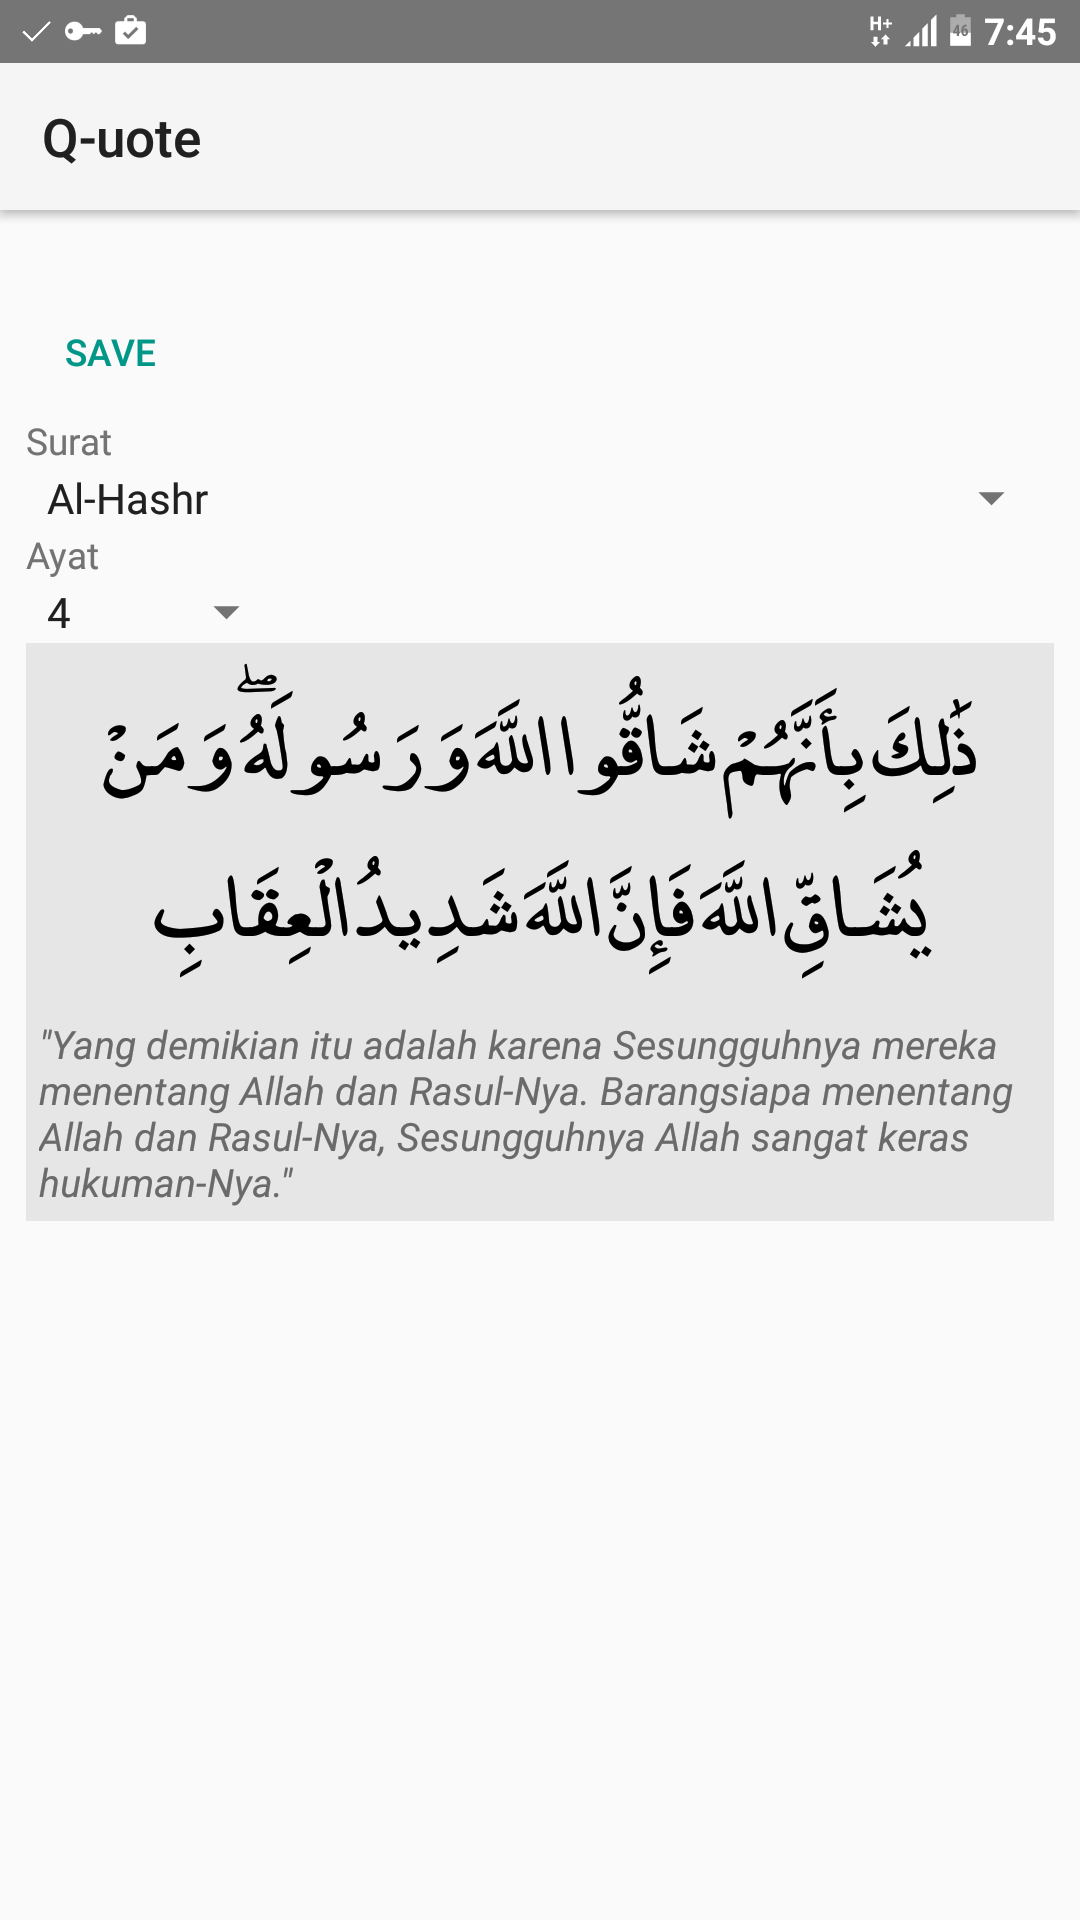 H+ 46 7:45
Q-uote
SAVE
Surat
Al-Hashr
Ayat
4
ذَٰلِكَ بِأَنَّهُمْ شَاقُّوا اللَّهَ وَرَسُولَهُ ۖ وَمَنْ
يُشَاقِّ اللَّهَ فَإِنَّ اللَّهَ شَدِيدُ الْعِقَابِ
"Yang demikian itu adalah karena Sesungguhnya mereka
menentang Allah dan Rasul-Nya. Barangsiapa menentang
Allah dan Rasul-Nya, Sesungguhnya Allah sangat keras
hukuman-Nya."